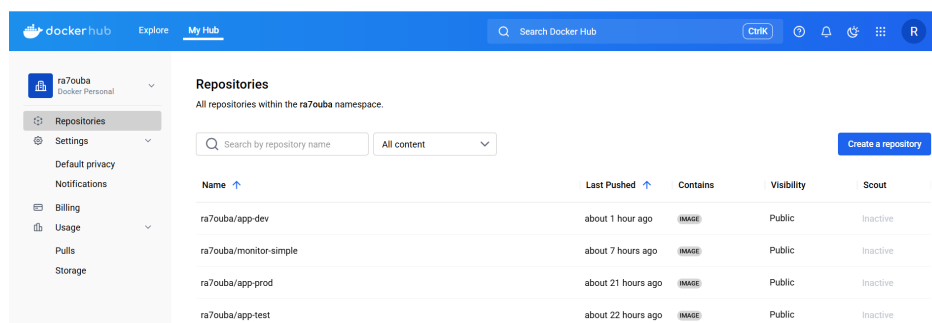 dockerhub Explore My Hub Search Docker Hub CtrlK R
ra7ouba
Docker Personal
Repositories
Settings
Default privacy
Notifications
Billing
Usage
Pulls
Storage
Repositories
All repositories within the ra7ouba namespace.
Search by repository name All content Create a repository
Name Last Pushed Contains Visibility Scout
ra7ouba/app-dev about 1 hour ago IMAGE Public Inactive
ra7ouba/monitor-simple about 7 hours ago IMAGE Public Inactive
ra7ouba/app-prod about 21 hours ago IMAGE Public Inactive
ra7ouba/app-test about 22 hours ago IMAGE Public Inactive